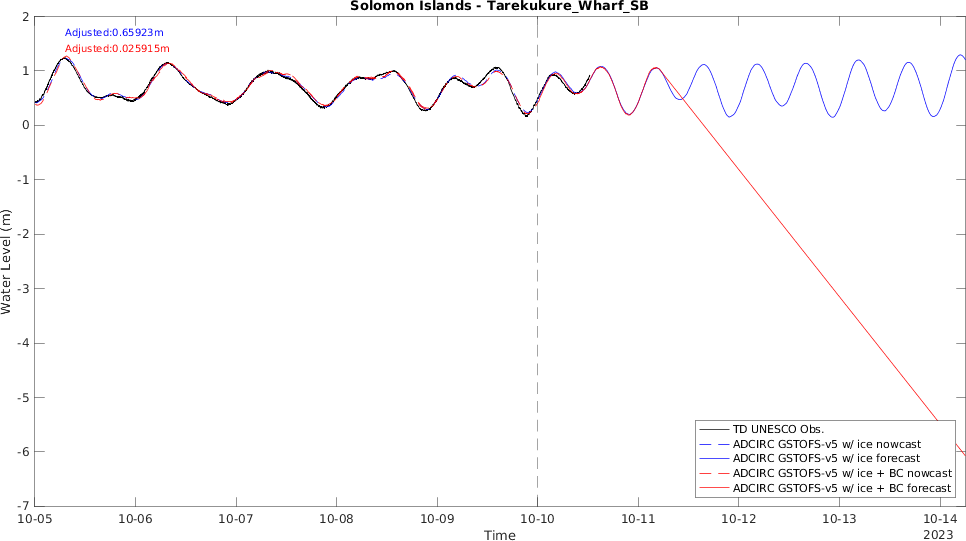 Solomon Islands - Tarekukure_Wharf_SB
Adjusted:0.65923m
Adjusted:0.025915m
2
1
0
-1
-2
-3
-4
-5
-6
-7
Water Level (m)
TD UNESCO Obs.
ADCIRC GSTOFS-v5 w/ ice nowcast
ADCIRC GSTOFS-v5 w/ ice forecast
ADCIRC GSTOFS-v5 w/ ice + BC nowcast
ADCIRC GSTOFS-v5 w/ ice + BC forecast
10-05 10-06 10-07 10-08 10-09 10-10 10-11 10-12 10-13 10-14
Time
2023